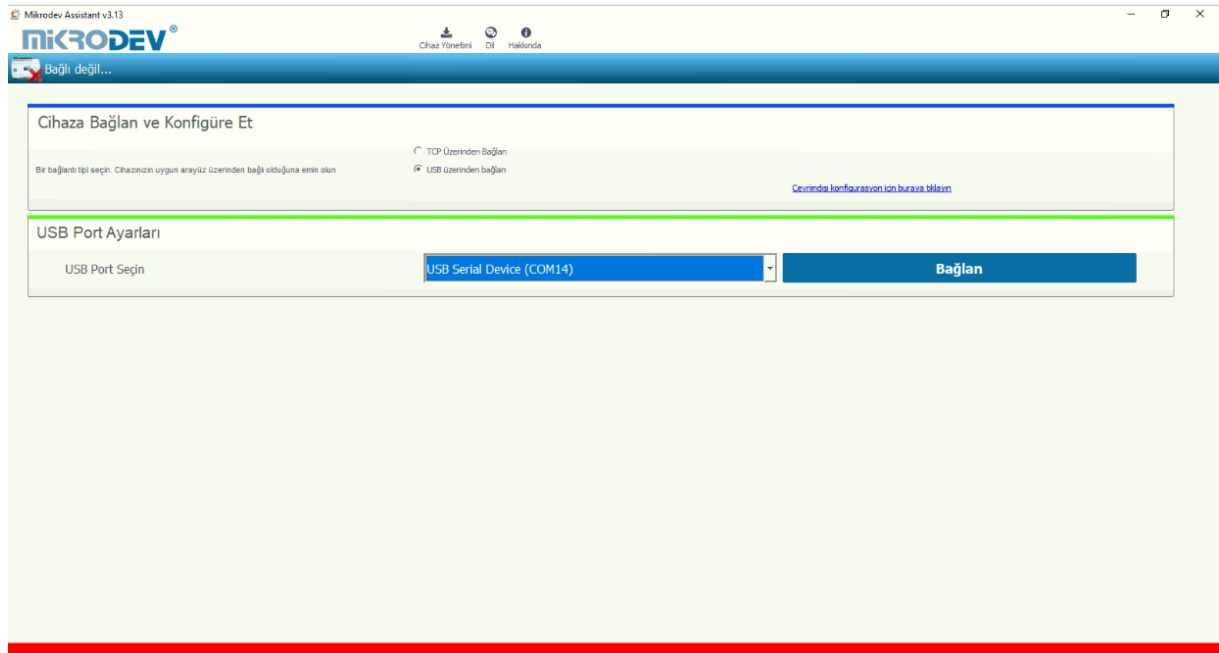 Mikrodev Assistant v3.13
MiKRODEV®
Cihaz Yönetimi Dil Hakkında
Bağlı değil...
Cihaza Bağlan ve Konfigüre Et
TCP Üzerinden Bağlan
Bir bağlantı tipi seçin. Cihazınızın uygun arayüz üzerinden bağlı olduğuna emin olun
USB üzerinden bağlan
Çevrimdışı konfigurasyon için buraya tıklayın
USB Port Ayarları
USB Port Seçin
USB Serial Device (COM14)
Bağlan